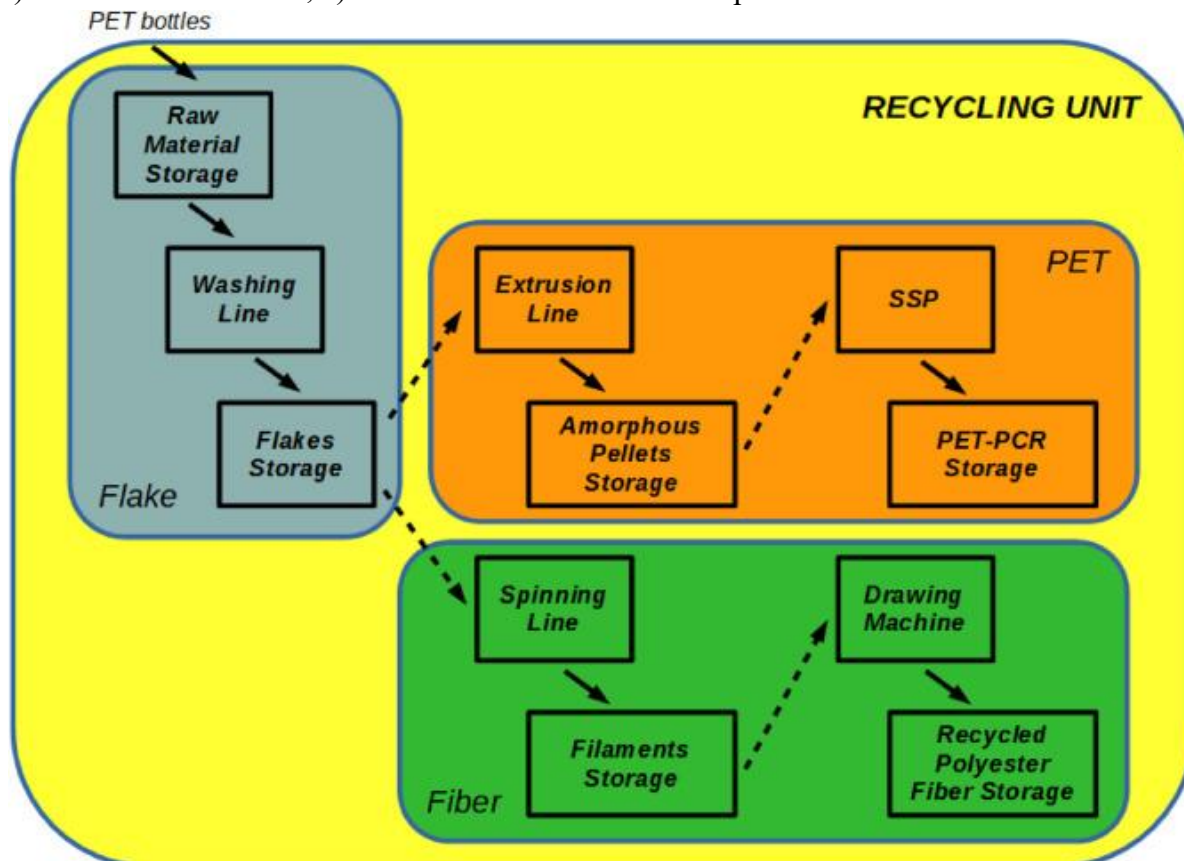 PET bottles
RECYCLING UNIT
Raw
Material
Storage
Washing
Line
Flakes
Storage
Flake
PET
Extrusion
Line
Amorphous
Pellets
Storage
SSP
PET-PCR
Storage
Spinning
Line
Filaments
Storage
Drawing
Machine
Recycled
Polyester
Fiber Storage
Fiber